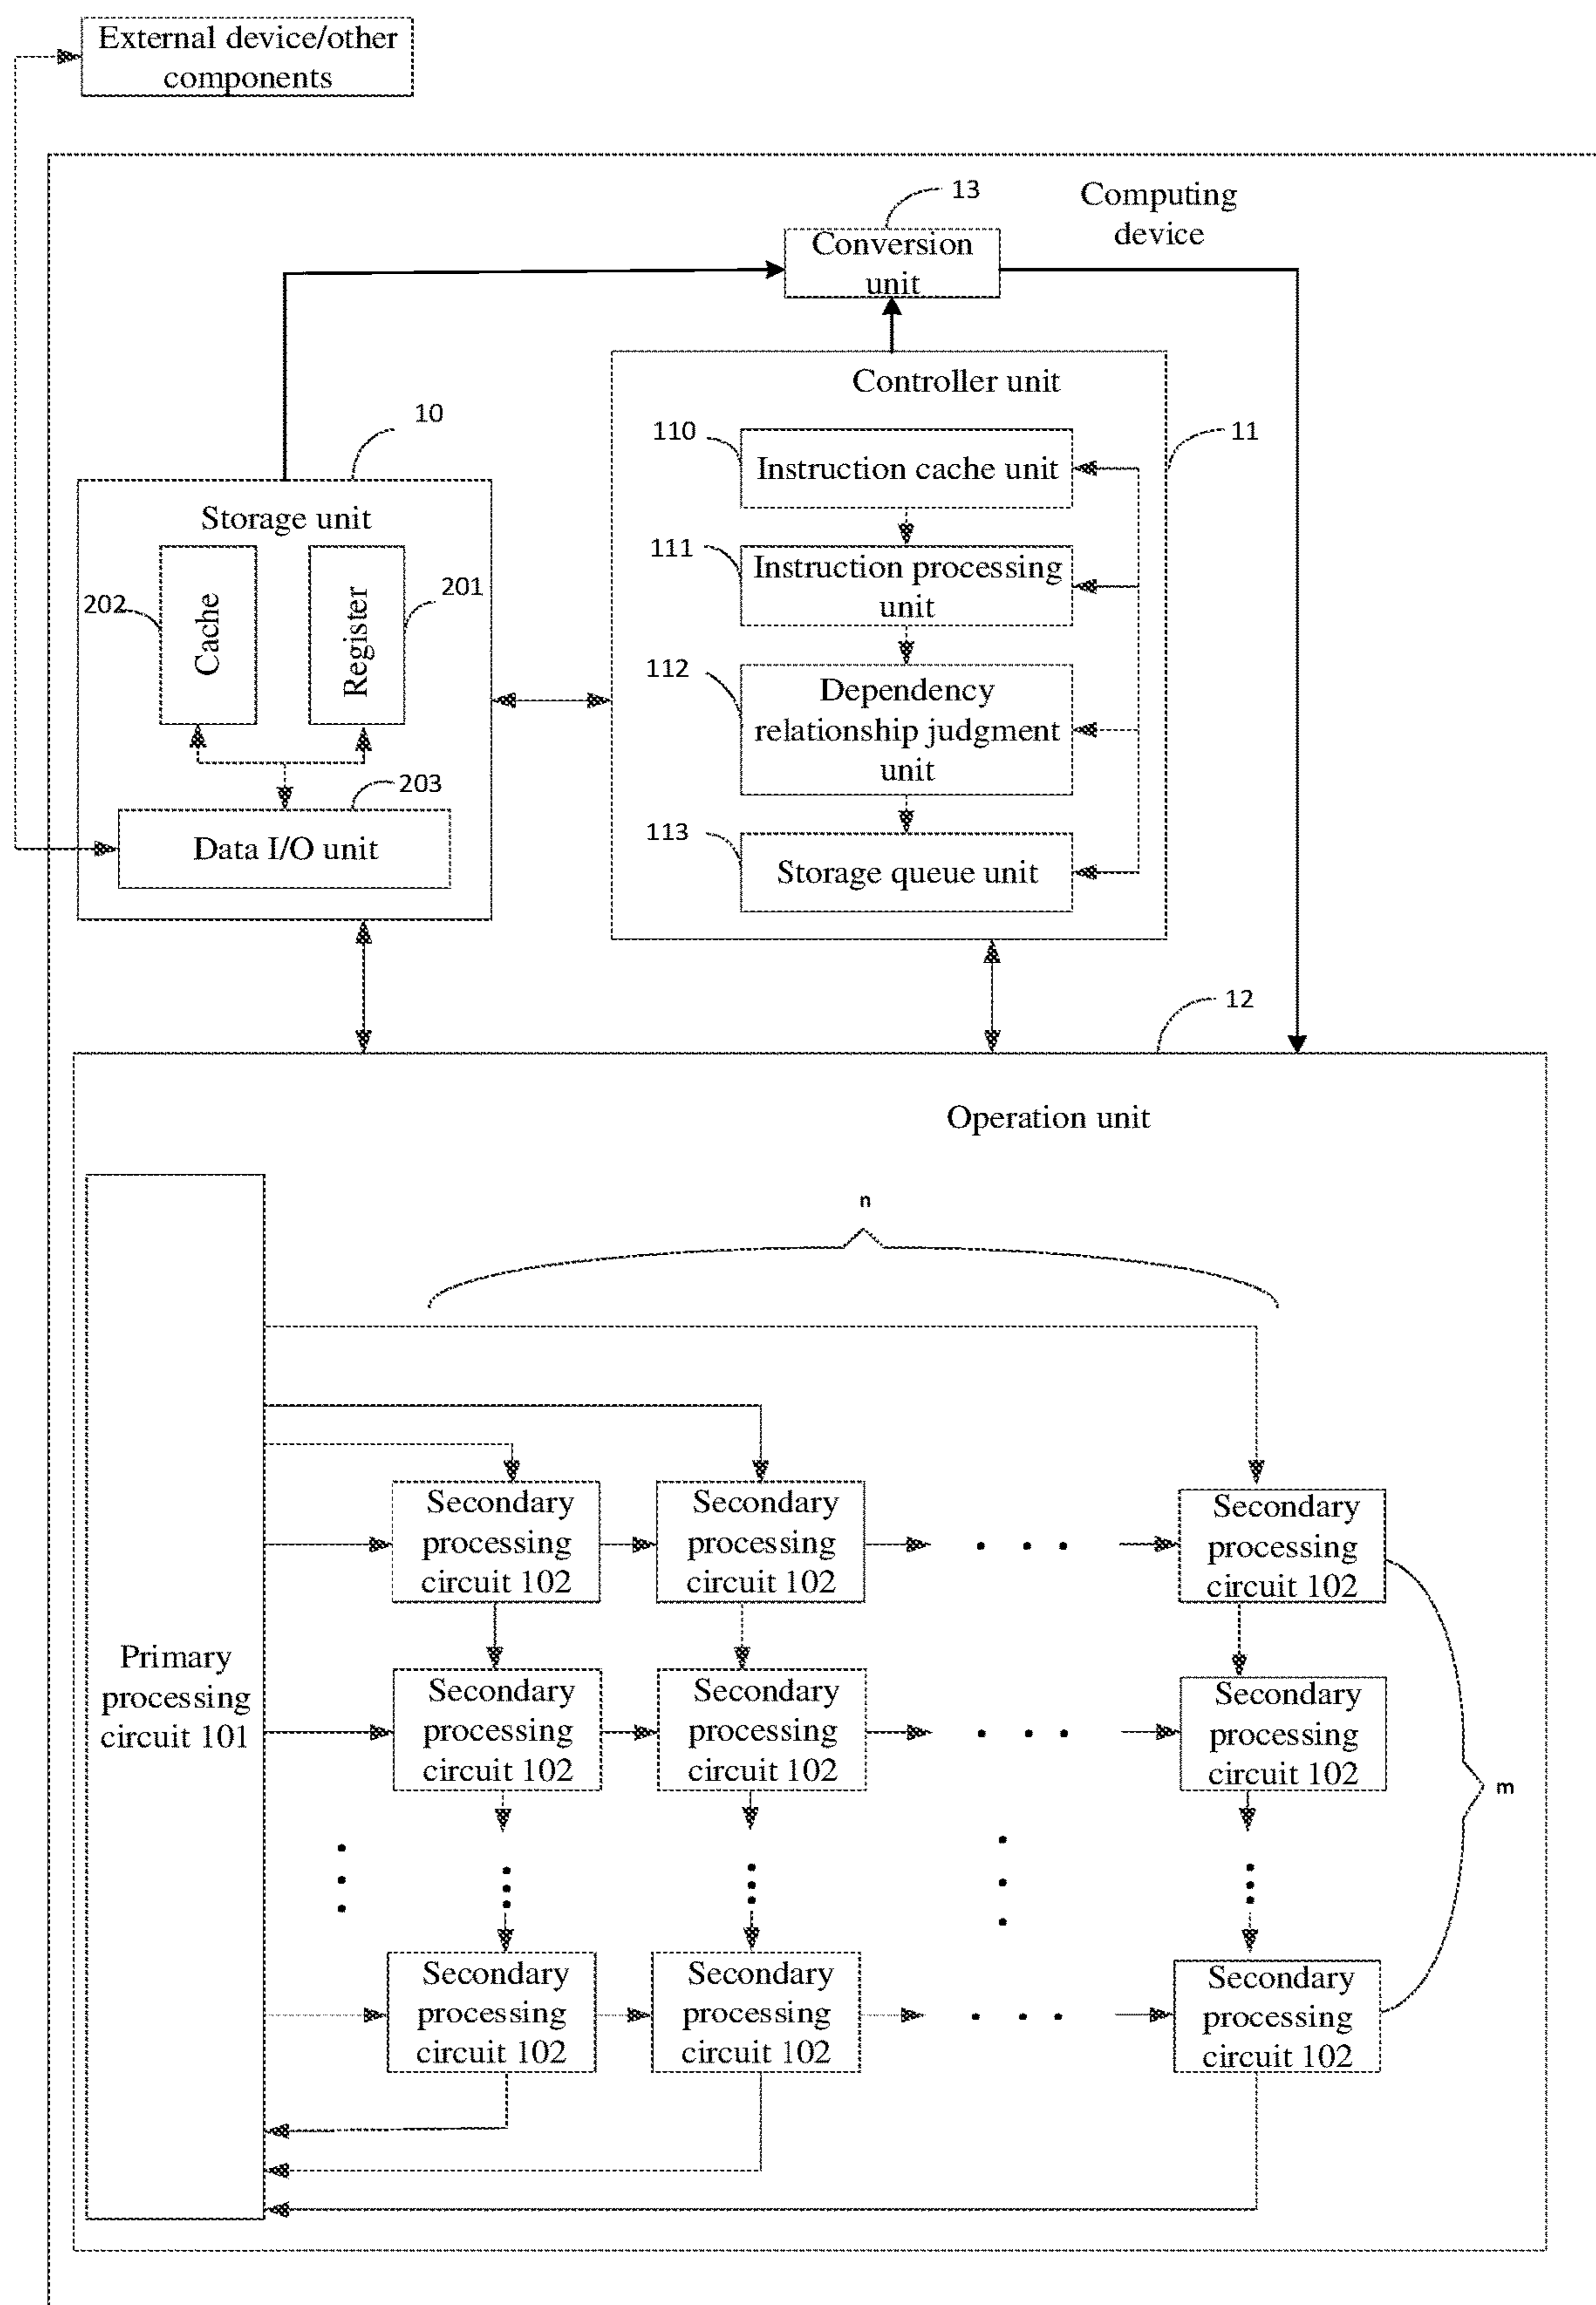 External device/other
components
13
Computing
device
Conversion
unit
Controller unit
10
110
11
Instruction cache unit
Storage unit
111
Instruction processing
unit
202
201
Cache
Register
112
Dependency
relationship judgment
unit
203
113
Data I/O unit
Storage queue unit
12
Operation unit
n
Secondary
processing
circuit 102
Secondary
processing
circuit 102
Secondary
processing
circuit 102
Primary
processing
circuit 101
Secondary
processing
circuit 102
Secondary
processing
circuit 102
Secondary
processing
circuit 102
m
Secondary
processing
circuit 102
Secondary
processing
circuit 102
Secondary
processing
circuit 102